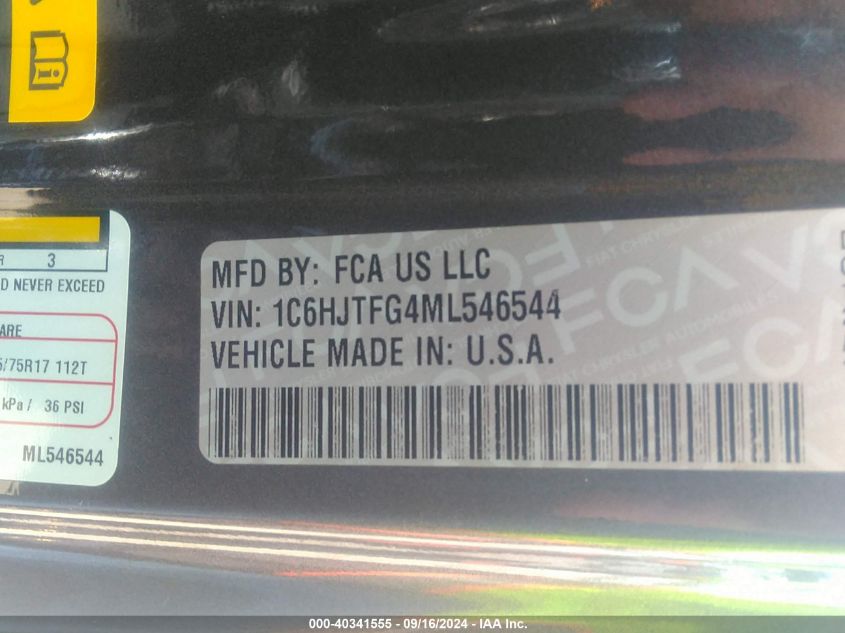 R 3
D NEVER EXCEED
ARE
5/75R17 112T
kPa / 36 PSI
ML546544
MFD BY: FCA US LLC
VIN: 1C6HJTFG4ML546544
VEHICLE MADE IN: U.S.A.
FCA
000-40341555 - 09/16/2024 - IAA Inc.